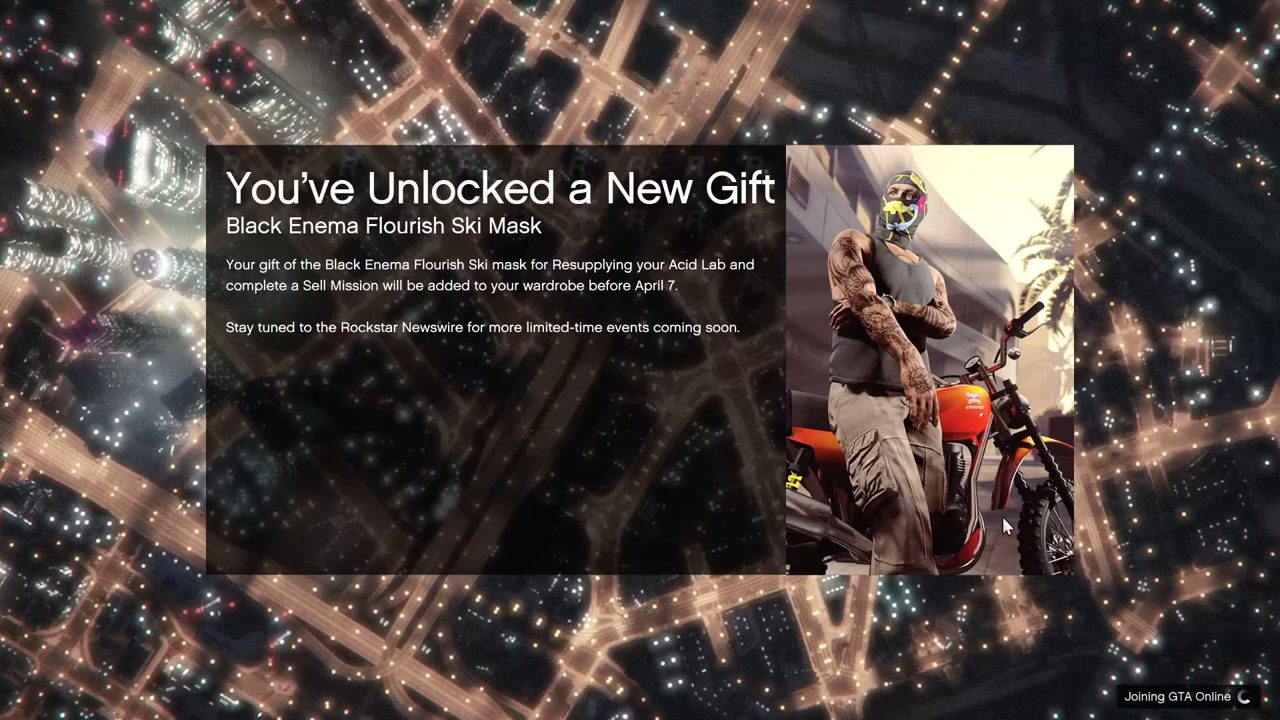 You've Unlocked a New Gift
Black Enema Flourish Ski Mask
Your gift of the Black Enema Flourish Ski mask for Resupplying your Acid Lab and
complete a Sell Mission will be added to your wardrobe before April 7.
Stay tuned to the Rockstar Newswire for more limited-time events coming soon.
Joining GTA Online